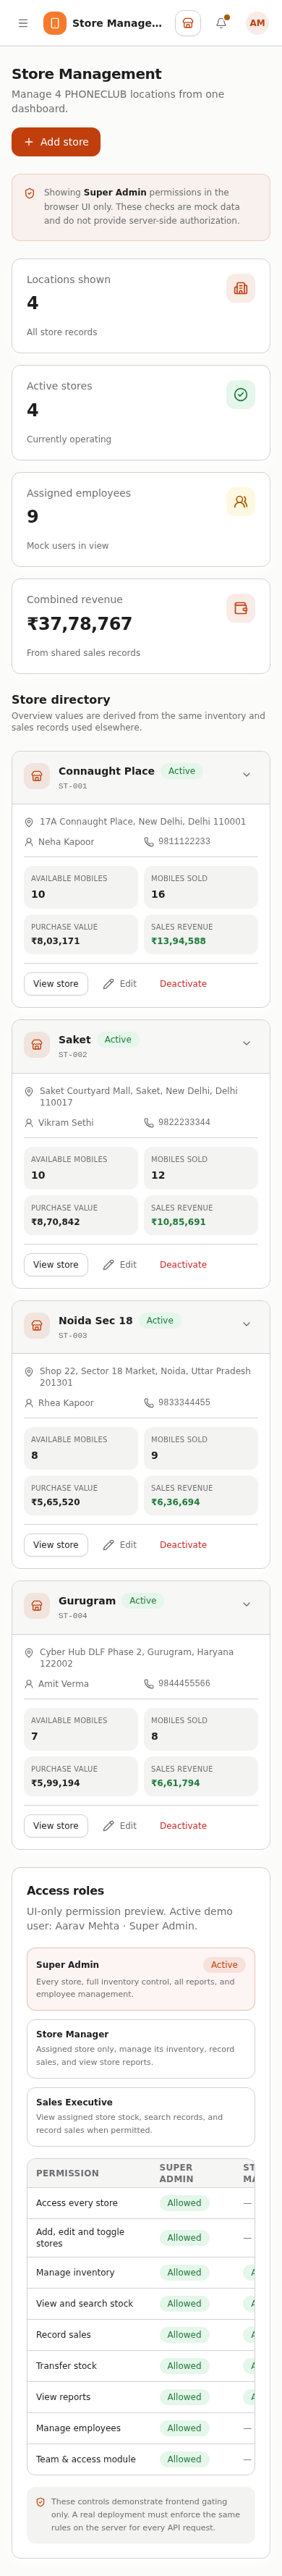 Store Manage...
AM
Store Management
Manage 4 PHONECLUB locations from one
dashboard.
+ Add store
Showing Super Admin permissions in the
browser UI only. These checks are mock data
and do not provide server-side authorization.
Locations shown
4
All store records
Active stores
4
Currently operating
Assigned employees
9
Mock users in view
Combined revenue
₹37,78,767
From shared sales records
Store directory
Overview values are derived from the same inventory and
sales records used elsewhere.
Connaught Place Active
ST-001
17A Connaught Place, New Delhi, Delhi 110001
Neha Kapoor 9811122233
AVAILABLE MOBILES MOBILES SOLD
10 16
PURCHASE VALUE SALES REVENUE
₹8,03,171 ₹13,94,588
View store Edit Deactivate
Saket Active
ST-002
Saket Courtyard Mall, Saket, New Delhi, Delhi
110017
Vikram Sethi 9822233344
AVAILABLE MOBILES MOBILES SOLD
10 12
PURCHASE VALUE SALES REVENUE
₹8,70,842 ₹10,85,691
View store Edit Deactivate
Noida Sec 18 Active
ST-003
Shop 22, Sector 18 Market, Noida, Uttar Pradesh
201301
Rhea Kapoor 9833344455
AVAILABLE MOBILES MOBILES SOLD
8 9
PURCHASE VALUE SALES REVENUE
₹5,65,520 ₹6,36,694
View store Edit Deactivate
Gurugram Active
ST-004
Cyber Hub DLF Phase 2, Gurugram, Haryana
122002
Amit Verma 9844455566
AVAILABLE MOBILES MOBILES SOLD
7 8
PURCHASE VALUE SALES REVENUE
₹5,99,194 ₹6,61,794
View store Edit Deactivate
Access roles
UI-only permission preview. Active demo
user: Aarav Mehta · Super Admin.
Super Admin Active
Every store, full inventory control, all reports, and
employee management.
Store Manager
Assigned store only, manage its inventory, record
sales, and view store reports.
Sales Executive
View assigned store stock, search records, and
record sales when permitted.
PERMISSION SUPER ADMIN
Access every store Allowed —
Add, edit and toggle
stores Allowed —
Manage inventory Allowed
View and search stock Allowed
Record sales Allowed
Transfer stock Allowed
View reports Allowed
Manage employees Allowed —
Team & access module Allowed —
These controls demonstrate frontend gating
only. A real deployment must enforce the same
rules on the server for every API request.